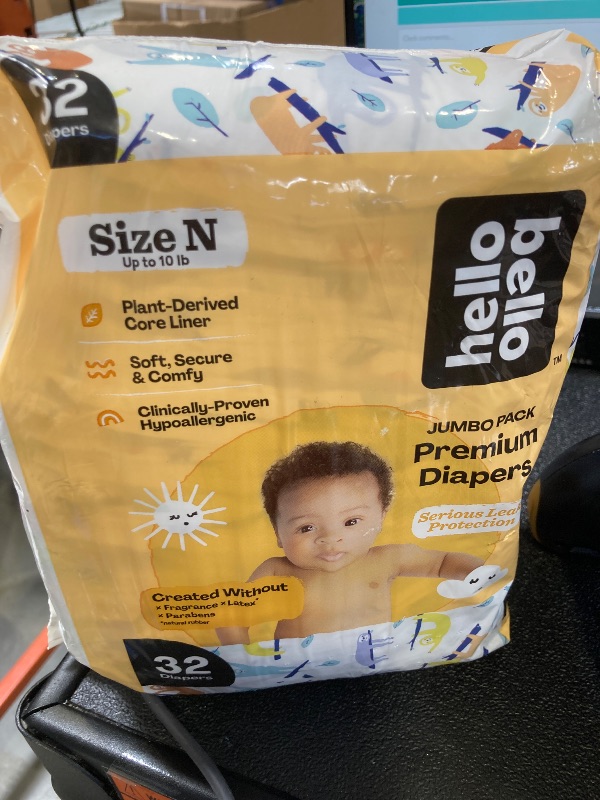 32
Diapers
Size N
Up to 10 lb
Plant-Derived
Core Liner
Soft, Secure
& Comfy
Clinically-Proven
Hypoallergenic
hello
bello
TM
JUMBO PACK
Premium
Diapers
Serious Leak
Protection
Created Without
× Fragrance × Latex*
× Parabens
*natural rubber
32
Diapers